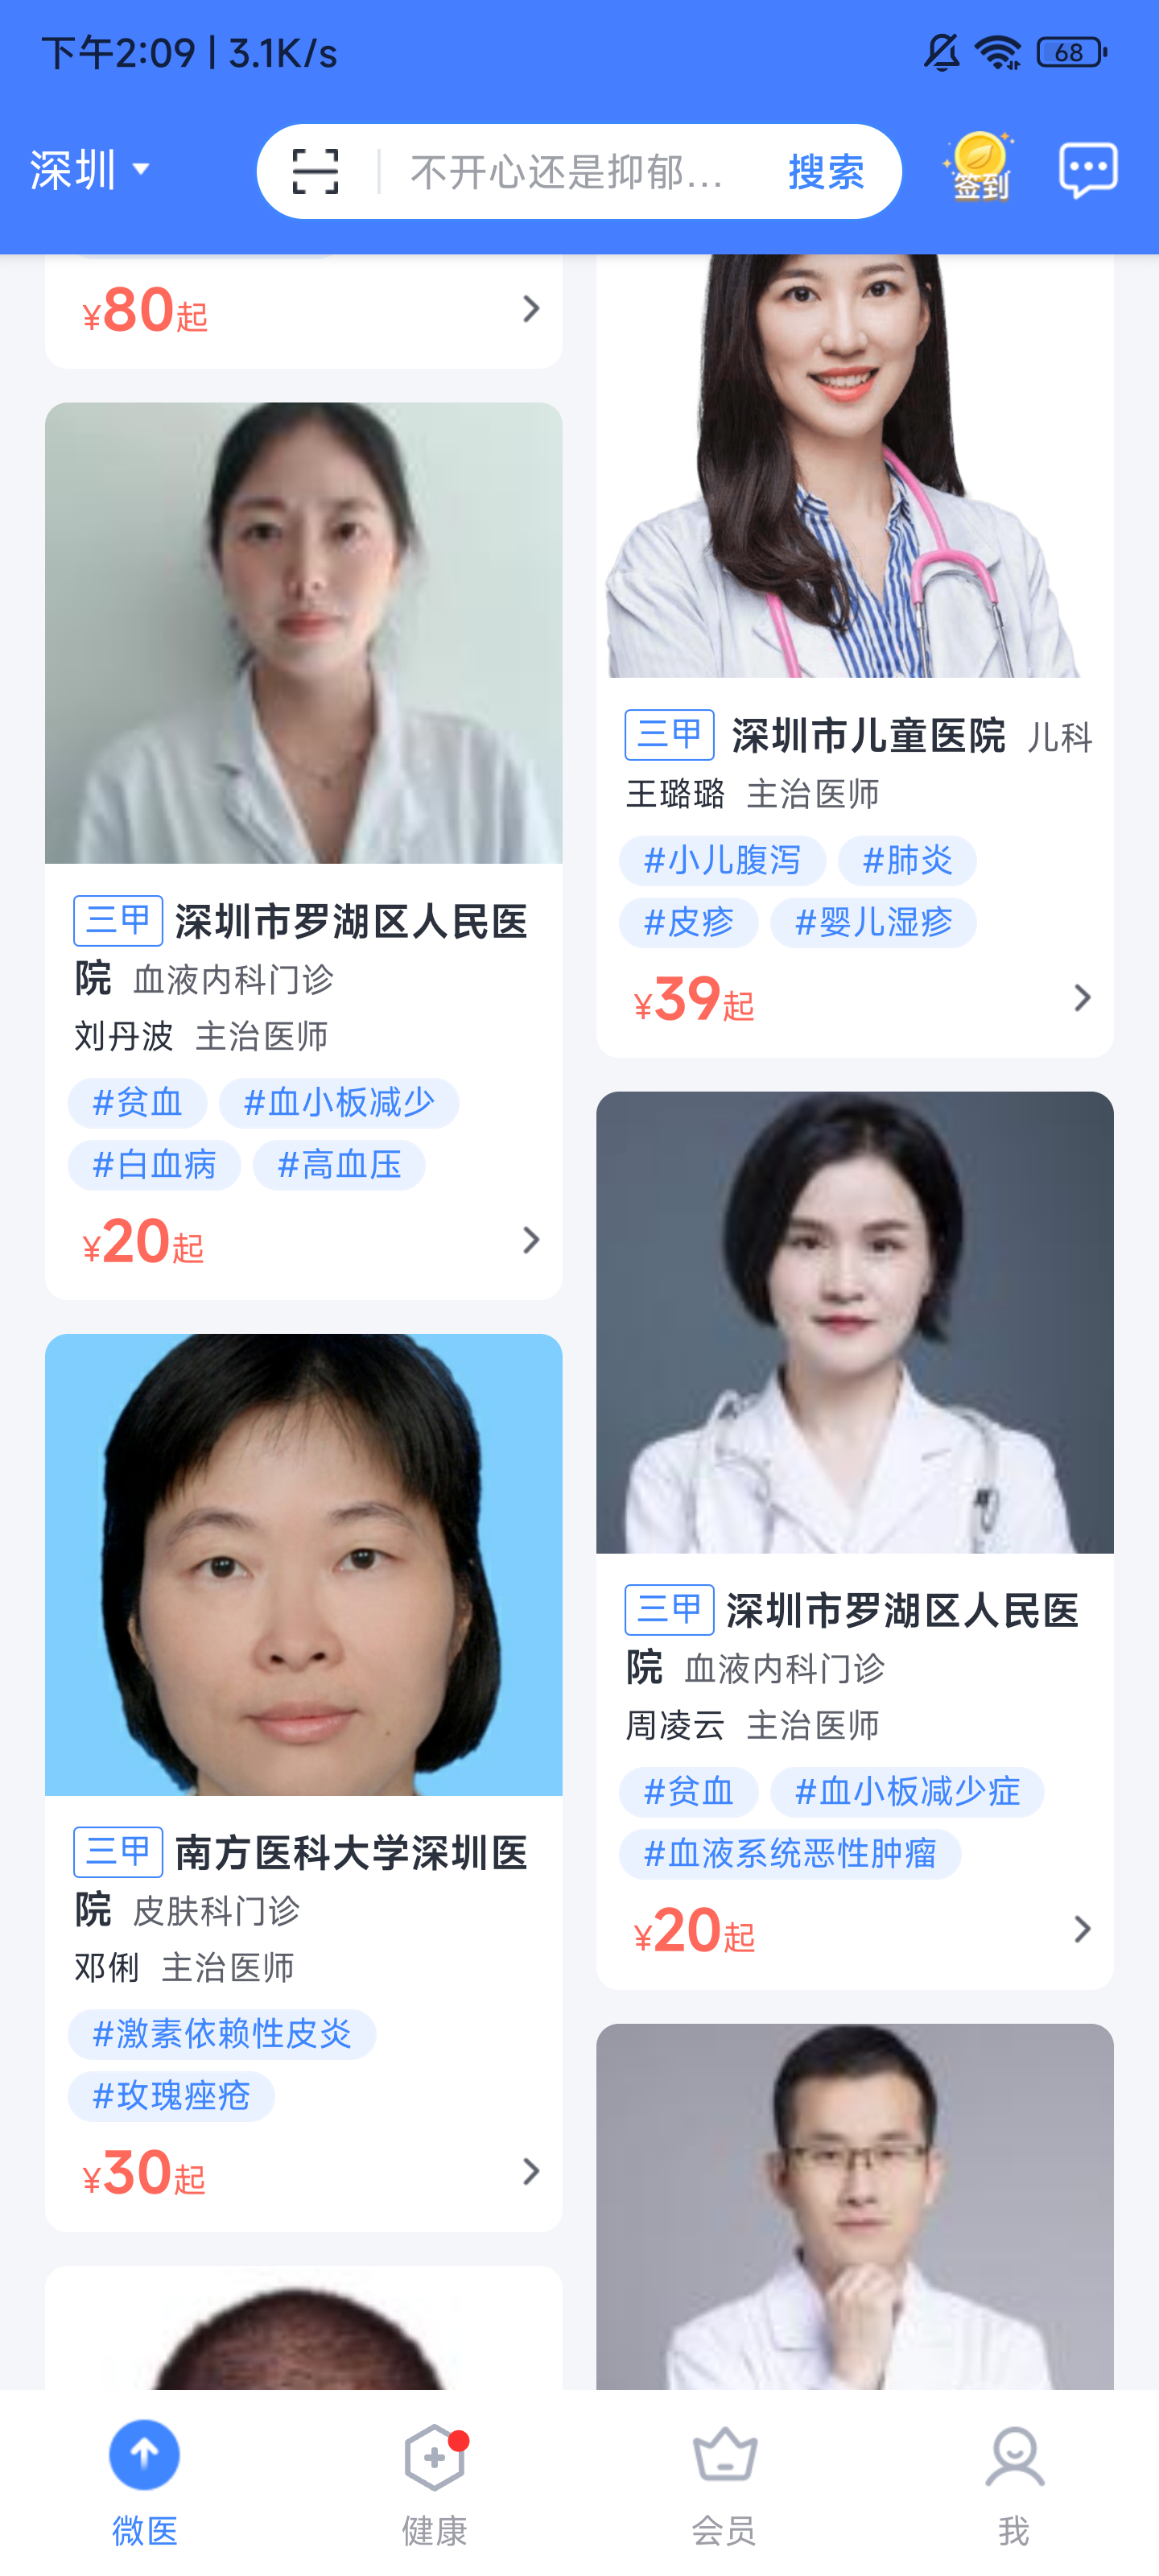 下午2:09 | 3.1K/s
68
深圳
不开心还是抑郁...
搜索
签到
¥80起
三甲 深圳市罗湖区人民医
院 血液内科门诊
刘丹波 主治医师
#贫血 #血小板减少
#白血病 #高血压
¥20起
三甲 南方医科大学深圳医
院 皮肤科门诊
邓俐 主治医师
#激素依赖性皮炎
#玫瑰痤疮
¥30起
三甲 深圳市儿童医院 儿科
王璐璐 主治医师
#小儿腹泻 #肺炎
#皮疹 #婴儿湿疹
¥39起
三甲 深圳市罗湖区人民医
院 血液内科门诊
周凌云 主治医师
#贫血 #血小板减少症
#血液系统恶性肿瘤
¥20起
微医
健康
会员
我